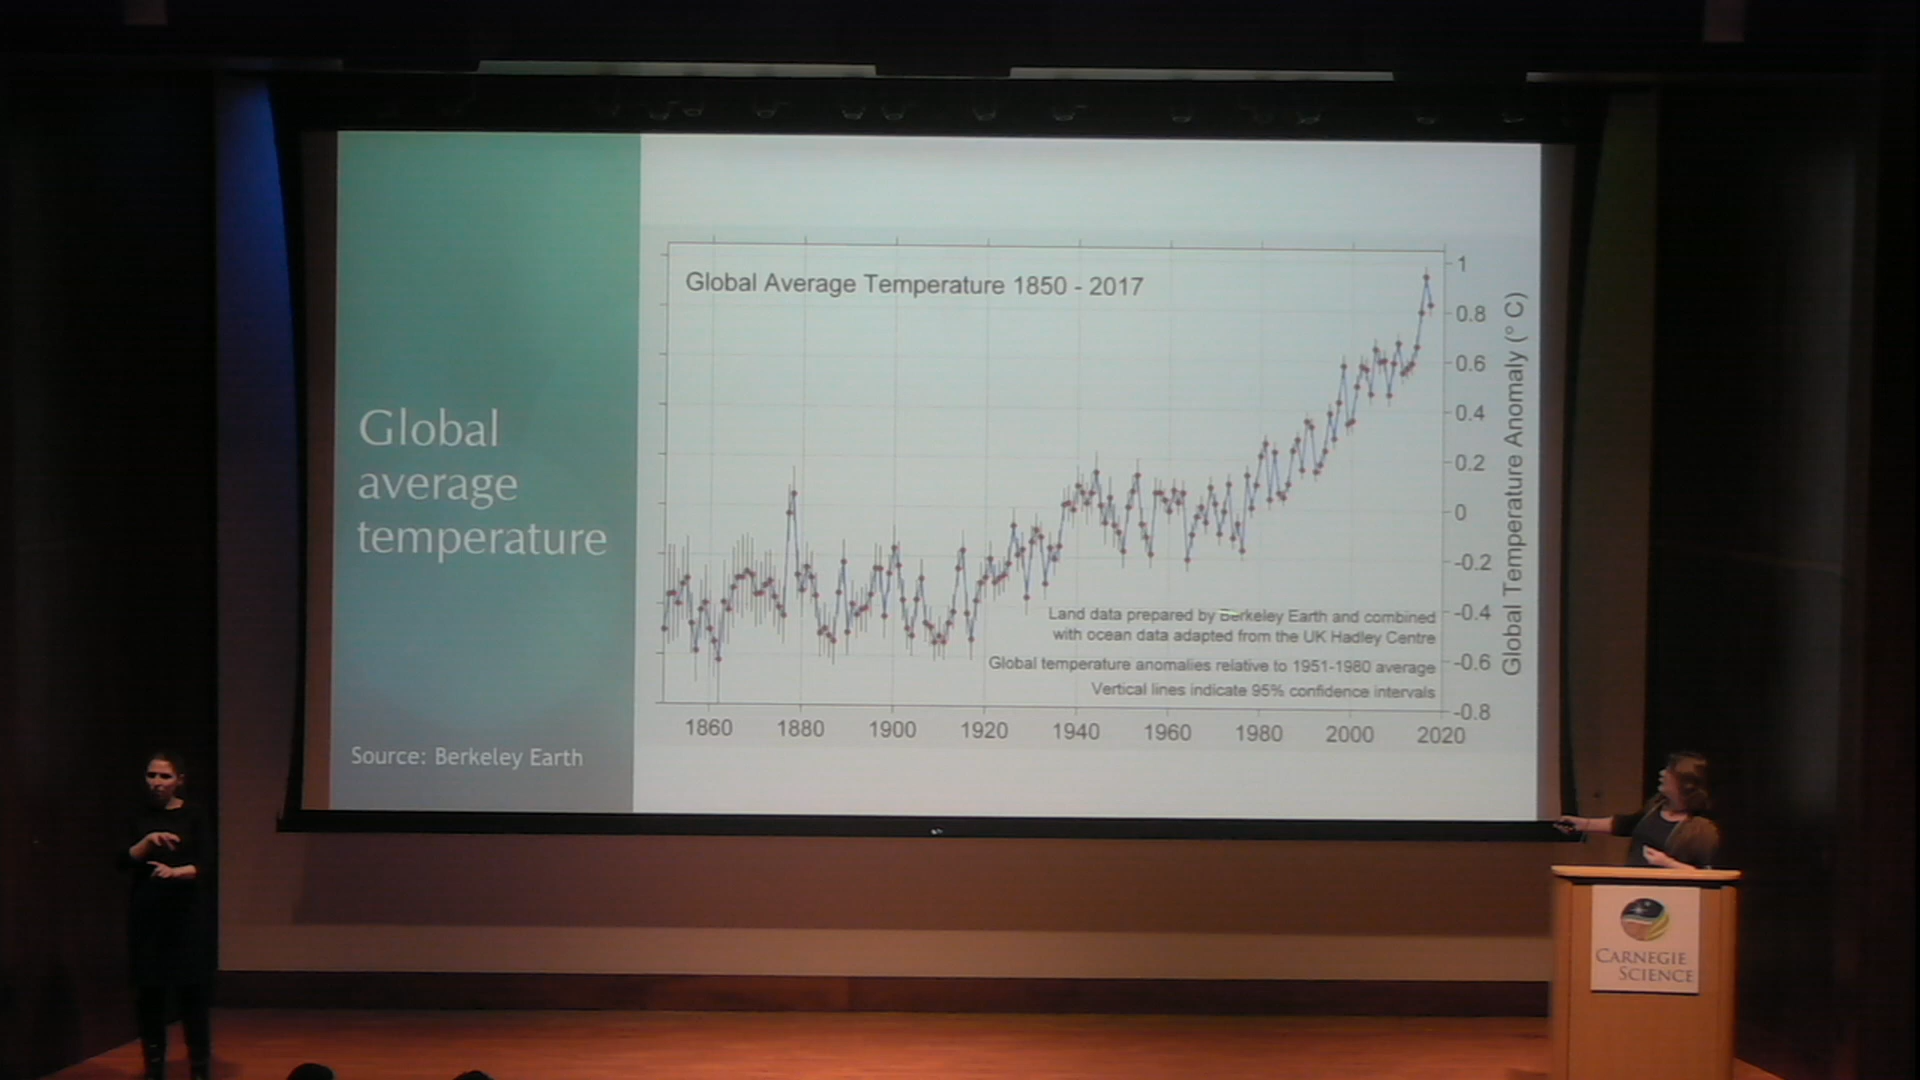 Global
average
temperature
Source: Berkeley Earth
Global Average Temperature 1850 - 2017
1
0.8
0.6
0.4
0.2
0
-0.2
-0.4
-0.6
-0.8
Global Temperature Anomaly (° C)
Land data prepared by Berkeley Earth and combined
with ocean data adapted from the UK Hadley Centre
Global temperature anomalies relative to 1951-1980 average
Vertical lines indicate 95% confidence intervals
1860 1880 1900 1920 1940 1960 1980 2000 2020
CARNEGIE
SCIENCE